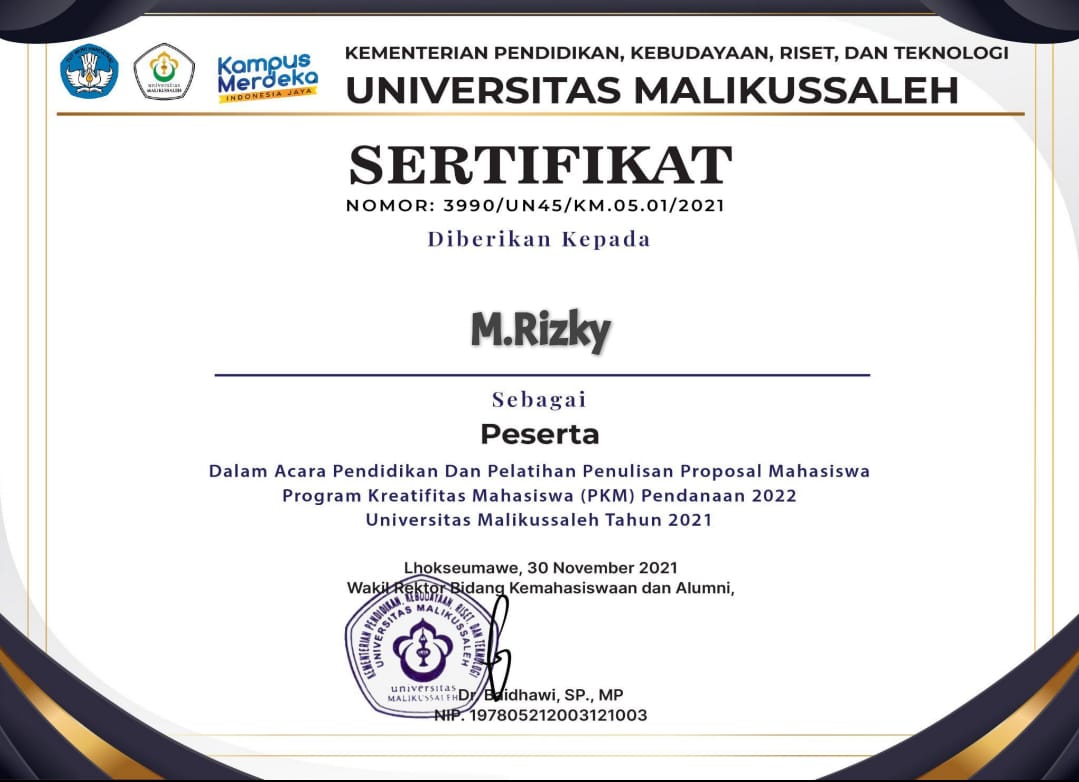 KEMENTERIAN PENDIDIKAN, KEBUDAYAAN, RISET, DAN TEKNOLOGI
UNIVERSITAS MALIKUSSALEH
universitas
MALIKUSSALEH
Kampus
Merdeka
INDONESIA JAYA
SERTIFIKAT
NOMOR: 3990/UN45/KM.05.01/2021
Diberikan Kepada
M.Rizky
Sebagai
Peserta
Dalam Acara Pendidikan Dan Pelatihan Penulisan Proposal Mahasiswa
Program Kreatifitas Mahasiswa (PKM) Pendanaan 2022
Universitas Malikussaleh Tahun 2021
Lhokseumawe, 30 November 2021
Wakil Rektor Bidang Kemahasiswaan dan Alumni,
KEMENTERIAN PENDIDIKAN, KEBUDAYAAN, RISET, DAN TEKNOLOGI
UNIVERSITAS MALIKUSSALEH
universitas
MALIKUSSALEH
Dr. Baidhawi, SP., MP
NIP. 197805212003121003